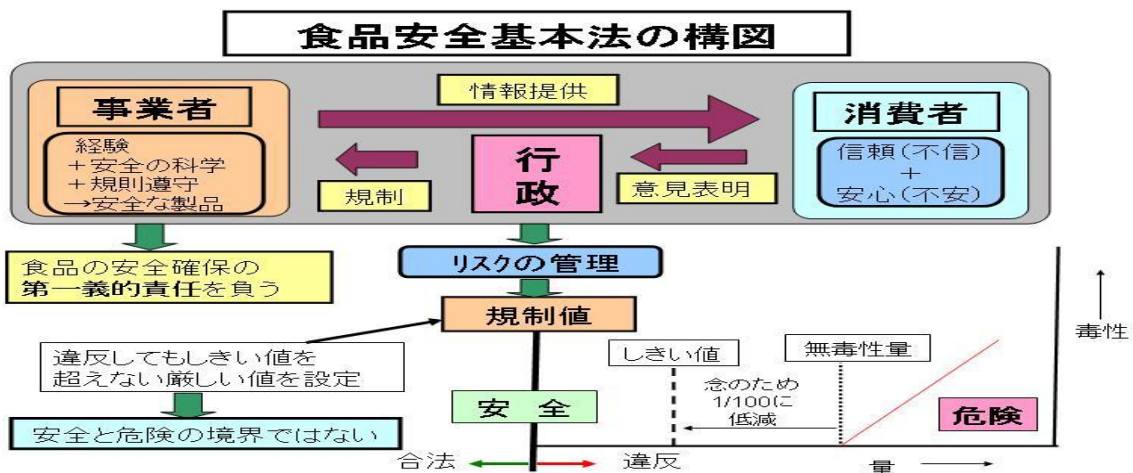 食品安全基本法の構図
情報提供
事業者
消費者
経験
+安全の科学
+規則遵守
→安全な製品
行
政
信頼(不信)
+
安心(不安)
規制
意見表明
食品の安全確保の
第一義的責任を負う
リスクの管理
規制値
毒性
違反してもしきい値を
超えない厳しい値を設定
しきい値
無毒性量
念のため
1/100に
低減
安 全
危険
安全と危険の境界ではない
合法
違反
量